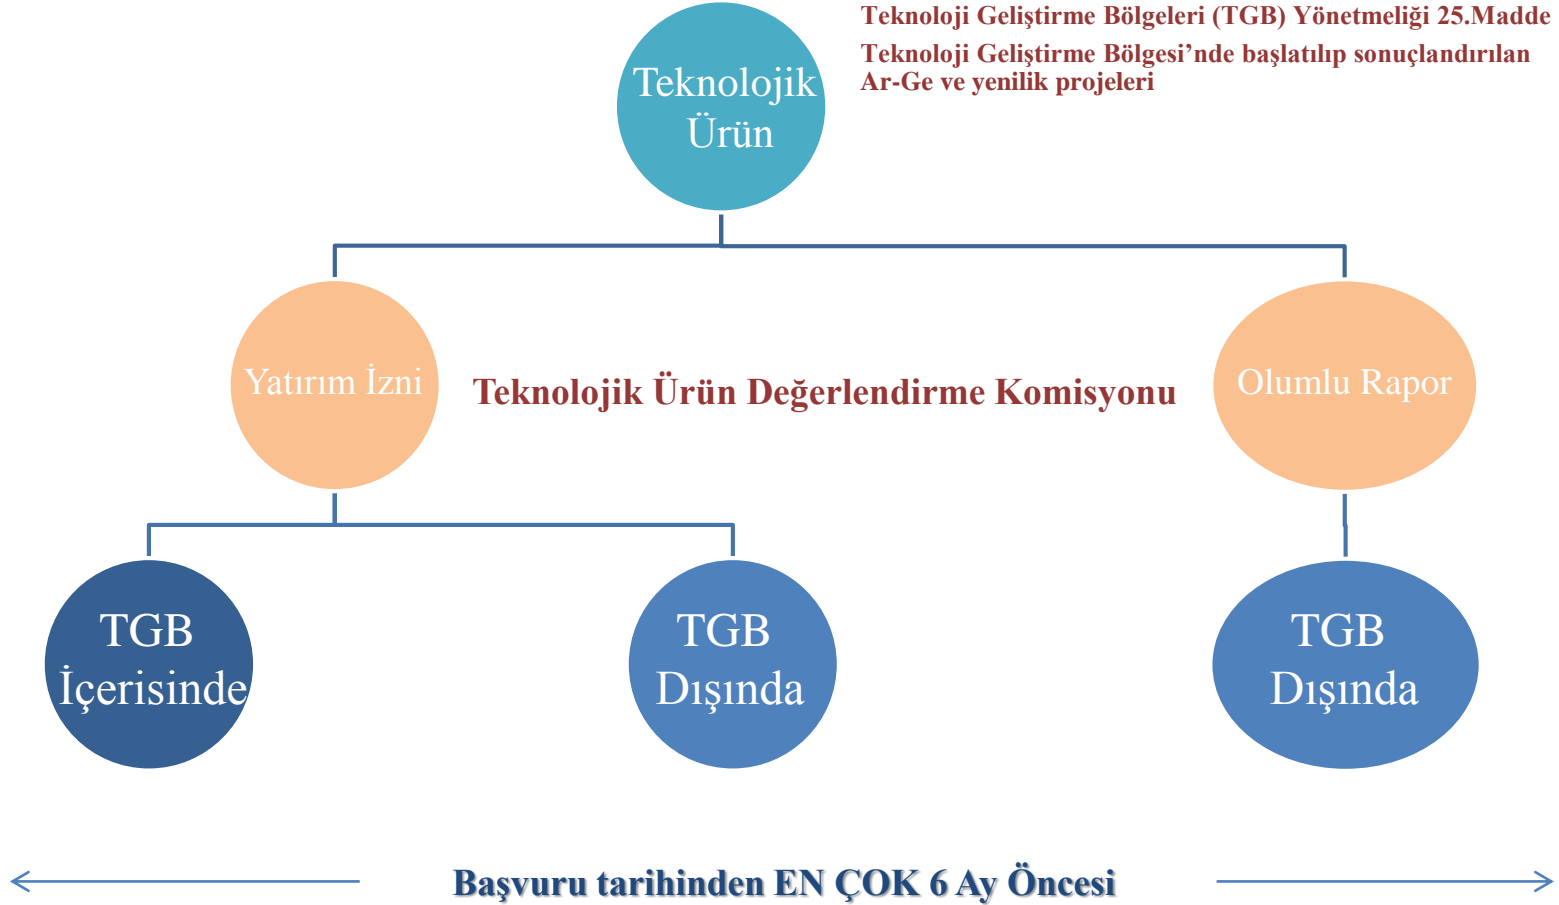 Teknoloji Geliştirme Bölgeleri (TGB) Yönetmeliği 25.Madde
Teknoloji Geliştirme Bölgesi’nde başlatılıp sonuçlandırılan
Ar-Ge ve yenilik projeleri
Teknolojik
Ürün
Yatırım İzni
Teknolojik Ürün Değerlendirme Komisyonu
Olumlu Rapor
TGB
İçerisinde
TGB
Dışında
TGB
Dışında
Başvuru tarihinden EN ÇOK 6 Ay Öncesi